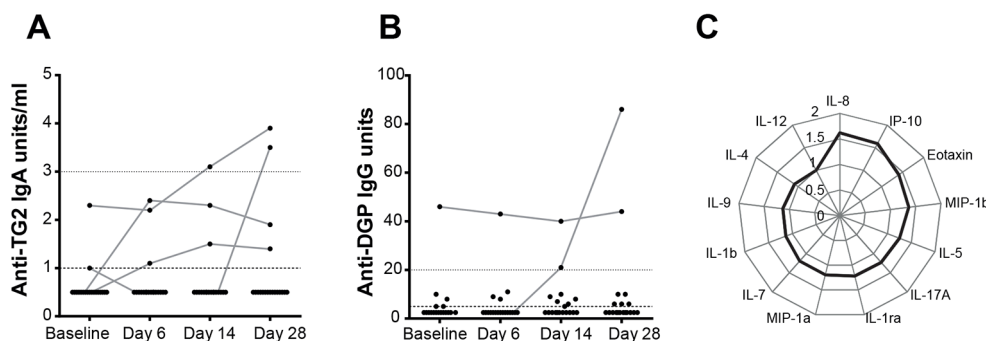 A
B
C
Anti-TG2 IgA units/ml
5
4
3
2
1
0
Baseline
Day 6
Day 14
Day 28
Anti-DGP IgG units
100
80
60
40
20
0
Baseline
Day 6
Day 14
Day 28
IL-8
IP-10
Eotaxin
MIP-1b
IL-5
IL-17A
IL-1ra
MIP-1a
IL-7
IL-1b
IL-9
IL-4
IL-12
2
1.5
1
0.5
0